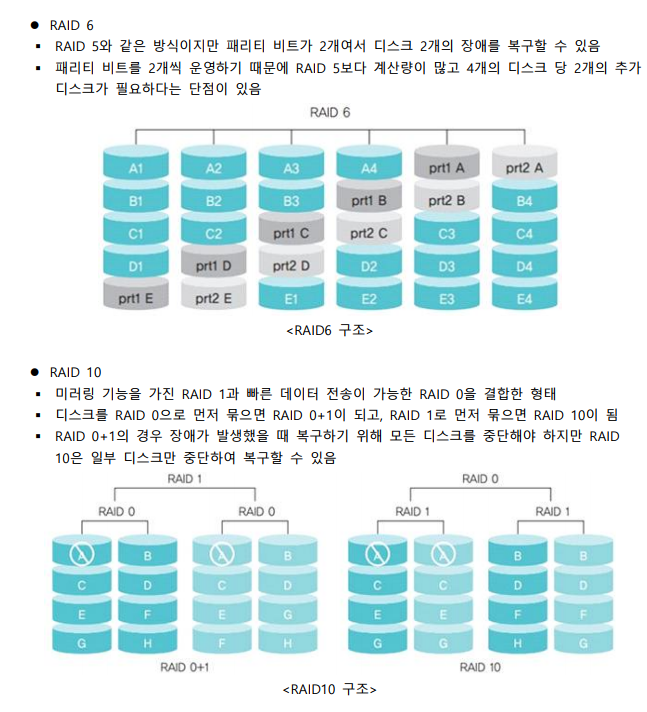 ● RAID 6
▪ RAID 5와 같은 방식이지만 패리티 비트가 2개여서 디스크 2개의 장애를 복구할 수 있음
▪ 패리티 비트를 2개씩 운영하기 때문에 RAID 5보다 계산량이 많고 4개의 디스크 당 2개의 추가
디스크가 필요하다는 단점이 있음
RAID 6
A1 A2 A3 A4 prt1 A prt2 A
B1 B2 B3 prt1 B prt2 B B4
C1 C2 prt1 C prt2 C C3 C4
D1 prt1 D prt2 D D2 D3 D4
prt1 E prt2 E E1 E2 E3 E4
<RAID6 구조>
● RAID 10
▪ 미러링 기능을 가진 RAID 1과 빠른 데이터 전송이 가능한 RAID 0을 결합한 형태
▪ 디스크를 RAID 0으로 먼저 묶으면 RAID 0+1이 되고, RAID 1로 먼저 묶으면 RAID 10이 됨
▪ RAID 0+1의 경우 장애가 발생했을 때 복구하기 위해 모든 디스크를 중단해야 하지만 RAID
10은 일부 디스크만 중단하여 복구할 수 있음
RAID 1 RAID 0
RAID 0 RAID 0 RAID 1 RAID 1
A B A B A A B B
C D C D C C D D
E F E G E E F F
G H F H G G H G
RAID 0+1 RAID 10
<RAID10 구조>